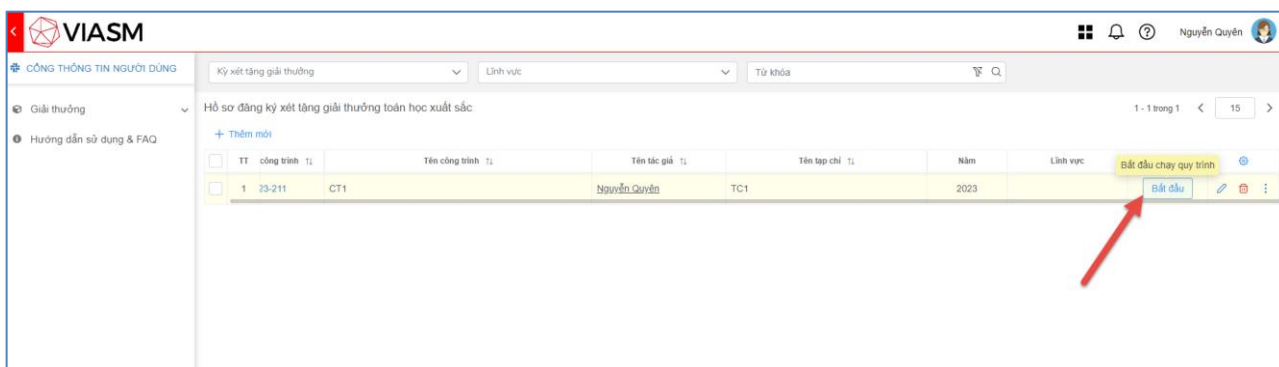 VIASM
Nguyễn Quyên
CỔNG THÔNG TIN NGƯỜI DÙNG
Kỳ xét tặng giải thưởng
Lĩnh vực
Từ khóa
Giải thưởng
Hồ sơ đăng ký xét tặng giải thưởng toán học xuất sắc
1 - 1 trong 1
15
Hướng dẫn sử dụng & FAQ
+ Thêm mới
TT công trình Tên công trình Tên tác giả Tên tạp chí Năm Lĩnh vực
Bắt đầu chạy quy trình
1 23-211 CT1 Nguyễn Quyên TC1 2023 Bắt đầu